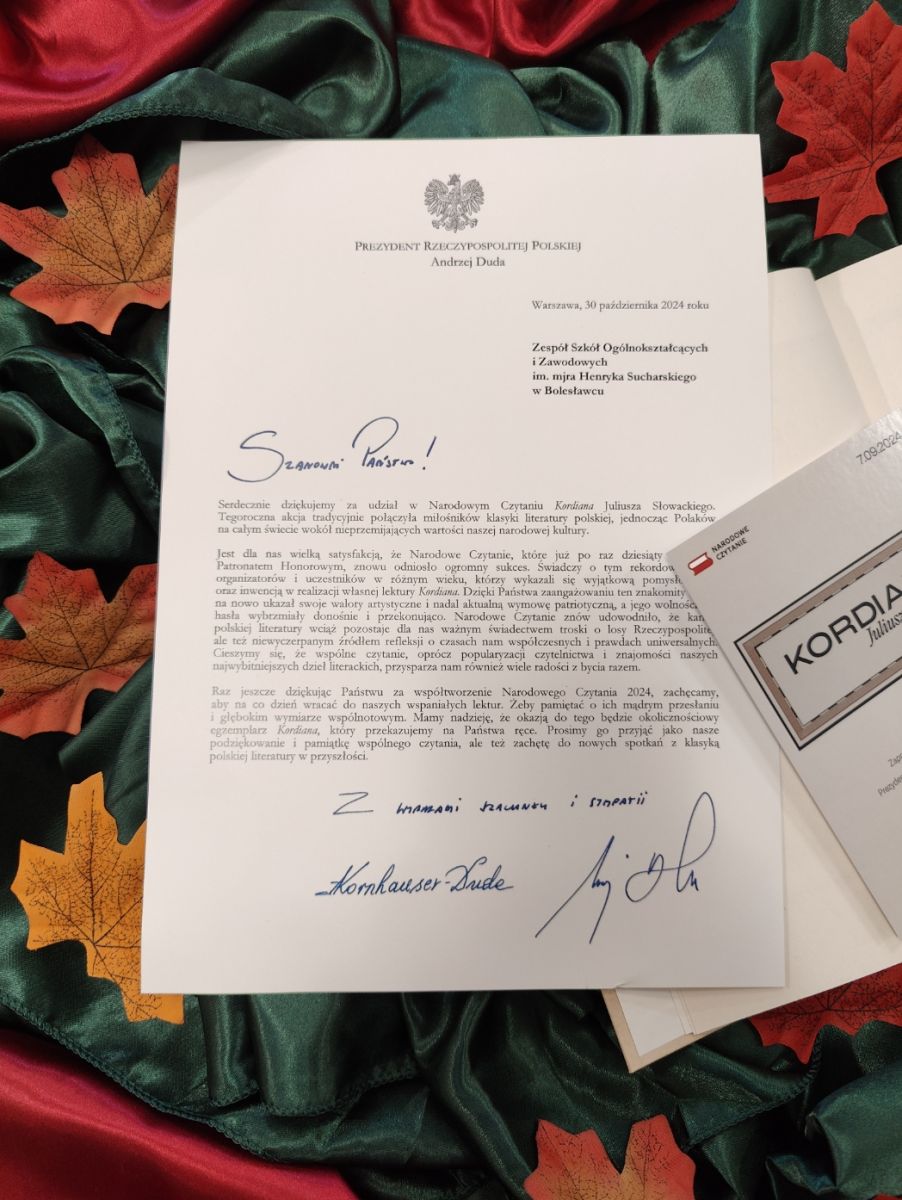 PREZYDENT RZECZYPOSPOLITEJ POLSKIEJ
Andrzej Duda
Warszawa, 30 października 2024 roku
Zespół Szkół Ogólnokształcących
i Zawodowych
im. mjra Henryka Sucharskiego
w Bolesławcu
Szanowni Państwo!
Serdecznie dziękujemy za udział w Narodowym Czytaniu Kordiana Juliusza Słowackiego.
Tegoroczna akcja tradycyjnie połączyła miłośników klasyki literatury polskiej, jednocząc Polaków
na całym świecie wokół nieprzemijających wartości naszej narodowej kultury.
Jest dla nas wielką satysfakcją, że Narodowe Czytanie, które już po raz dziesiąty
Patronatem Honorowym, znowu odniosło ogromny sukces. Świadczy o tym rekordow
organizatorów i uczestników w różnym wieku, którzy wykazali się wyjątkową pomysło
oraz inwencją w realizacji własnej lektury Kordiana. Dzięki Państwa zaangażowaniu ten znakomity
na nowo ukazał swoje walory artystyczne i nadal aktualną wymowę patriotyczną, a jego wolnośc
hasła wybrzmiały donośnie i przekonująco. Narodowe Czytanie znów udowodniło, że kan
polskiej literatury wciąż pozostaje dla nas ważnym świadectwem troski o losy Rzeczypospolite
ale też niewyczerpanym źródłem refleksji o czasach nam współczesnych i prawdach uniwersalnych
Cieszymy się, że wspólne czytanie, oprócz popularyzacji czytelnictwa i znajomości naszych
najwybitniejszych dzieł literackich, przysparza nam również wiele radości z bycia razem.
Raz jeszcze dziękując Państwu za współtworzenie Narodowego Czytania 2024, zachęcamy,
aby na co dzień wracać do naszych wspaniałych lektur. Żeby pamiętać o ich mądrym przesłaniu
i głębokim wymiarze wspólnotowym. Mamy nadzieję, że okazją do tego będzie okolicznościowy
egzemplarz Kordiana, który przekazujemy na Państwa ręce. Prosimy go przyjąć jako nasze
podziękowanie i pamiątkę wspólnego czytania, ale też zachętę do nowych spotkań z klasyką
polskiej literatury w przyszłości.
Z wyrazami szacunku i sympatii
Kornhauser-Duda
7.09.2024
NARODOWE
CZYTANIE
KORDIA
Juliusz
Zapr
Prezyde